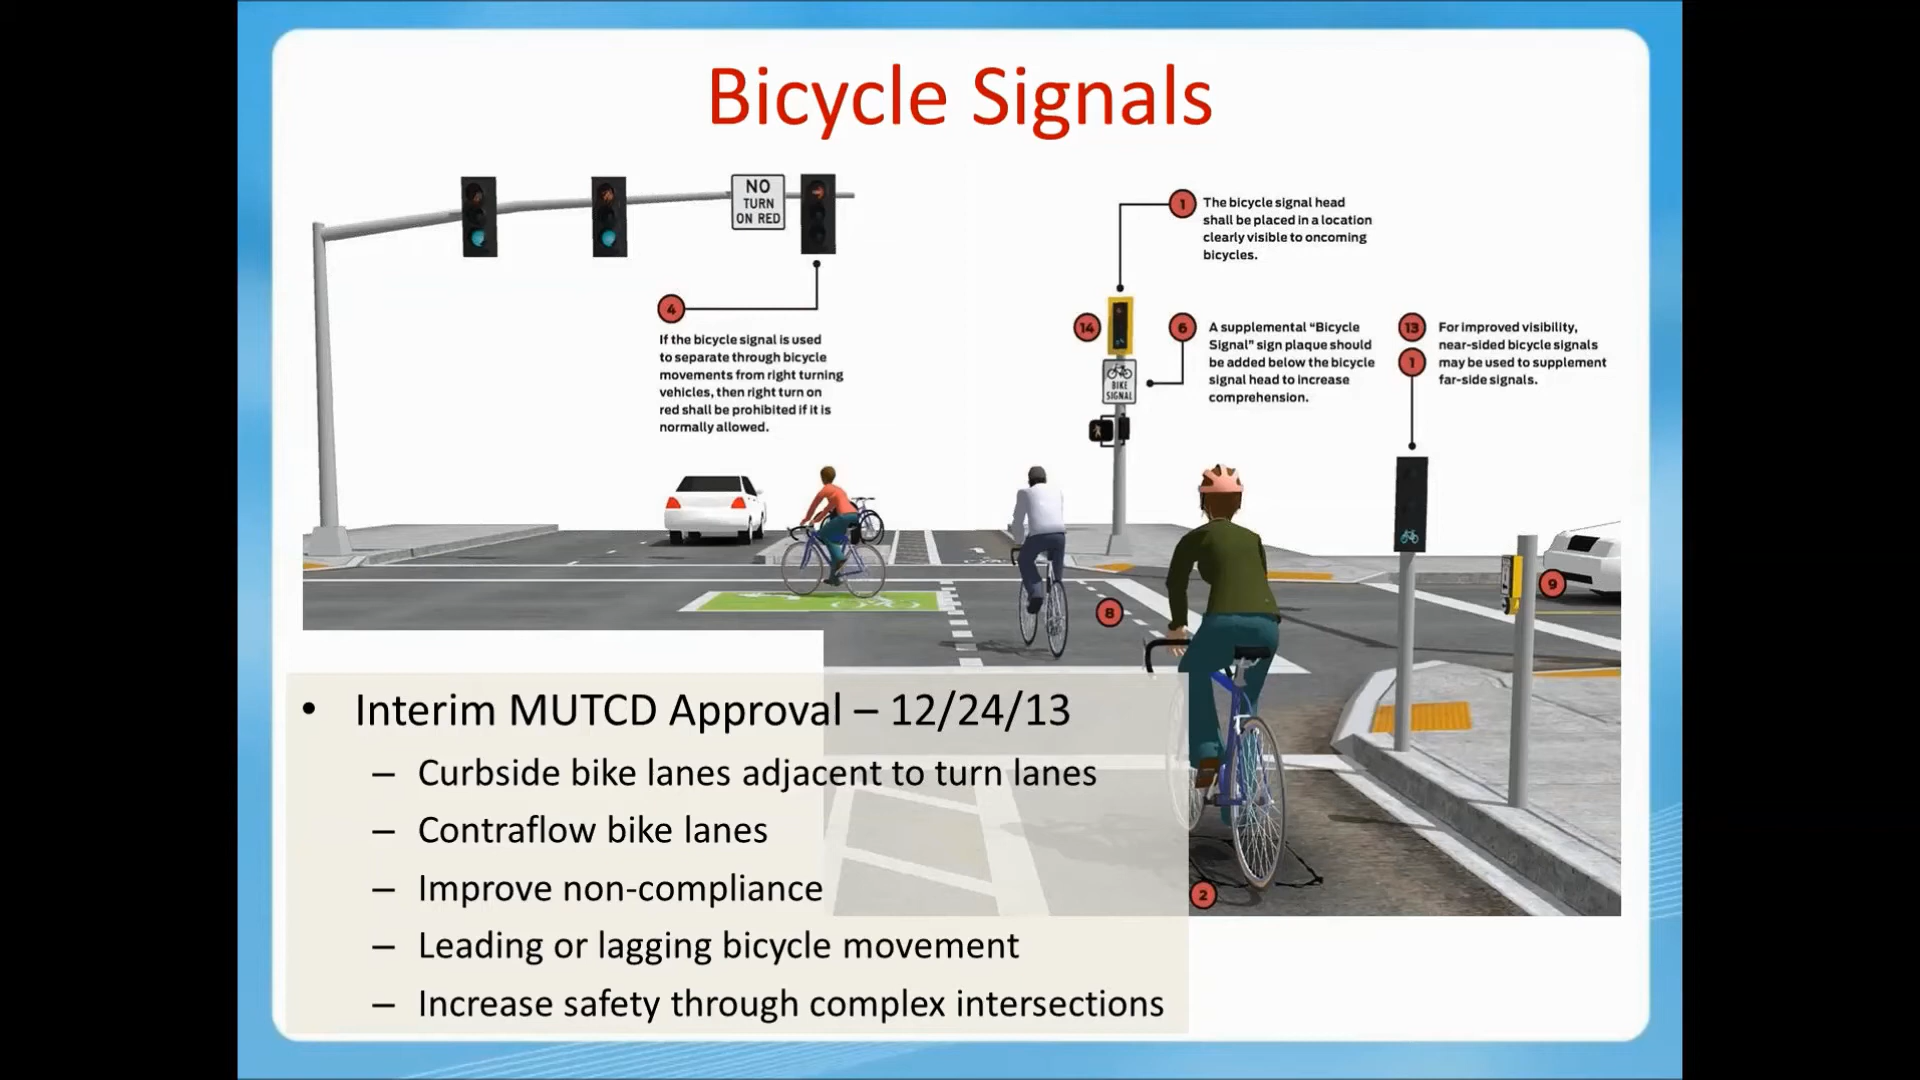 Bicycle Signals
NO
TURN
ON RED
1
The bicycle signal head
shall be placed in a location
clearly visible to oncoming
bicycles.
4
If the bicycle signal is used
to separate through bicycle
movements from right turning
vehicles, then right turn on
red shall be prohibited if it is
normally allowed.
14
6
A supplemental “Bicycle
Signal” sign plaque should
be added below the bicycle
signal head to increase
comprehension.
BIKE
SIGNAL
13
1
For improved visibility,
near-sided bicycle signals
may be used to supplement
far-side signals.
9
8
2
• Interim MUTCD Approval – 12/24/13
– Curbside bike lanes adjacent to turn lanes
– Contraflow bike lanes
– Improve non-compliance
– Leading or lagging bicycle movement
– Increase safety through complex intersections